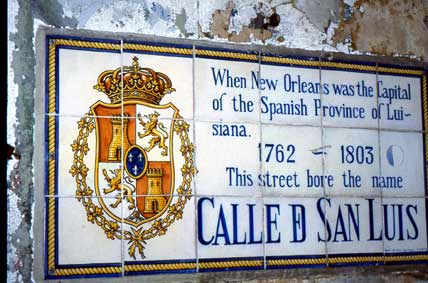 When New Orleans was the Capital
of the Spanish Province of Lui-
siana.
1762 ~ 1803
This street bore the name
CALLE D SAN LUIS